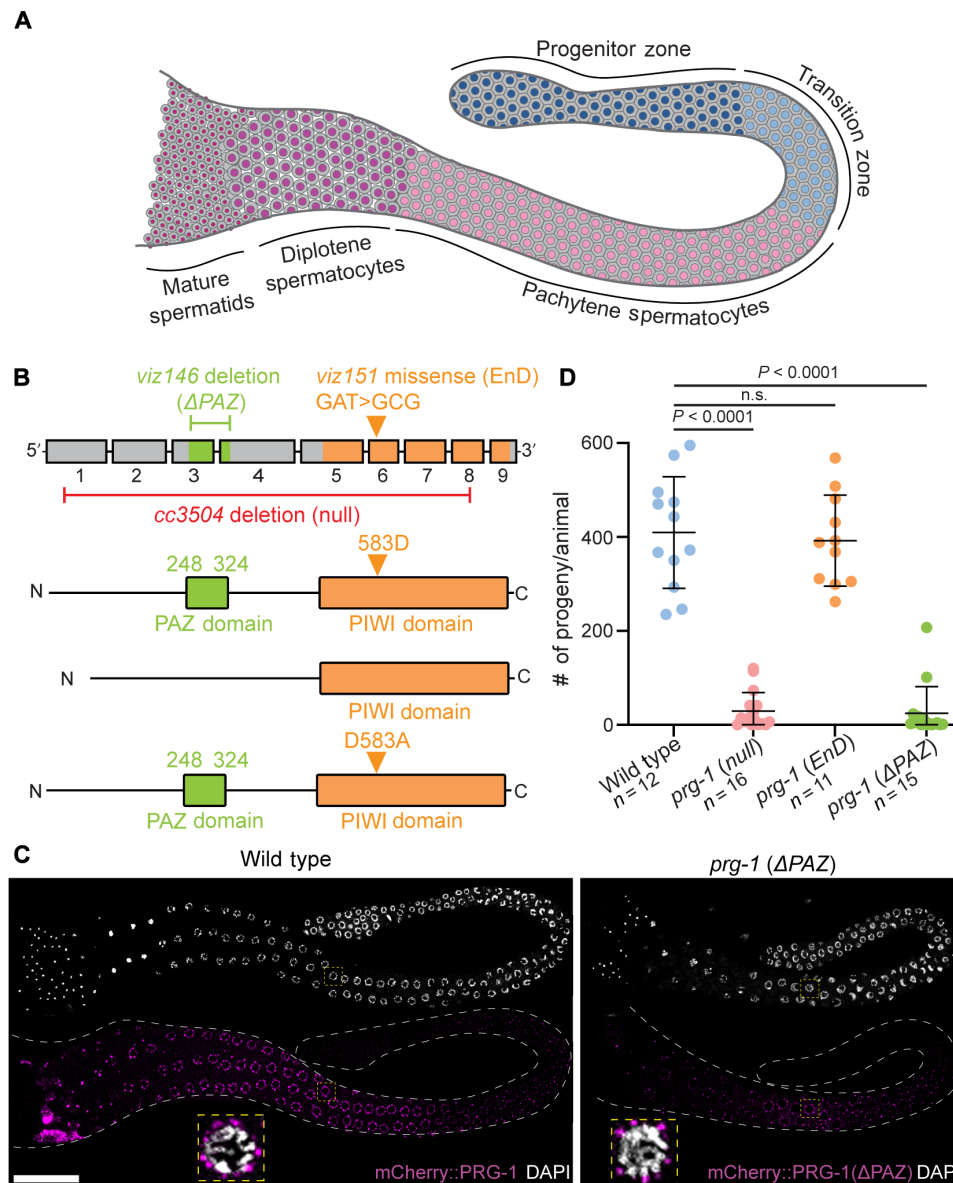 A
Progenitor zone
Transition zone
Mature spermatids
Diplotene spermatocytes
Pachytene spermatocytes
B
viz146 deletion
(ΔPAZ)
viz151 missense (EnD)
GAT>GCG
5′
3′
1 2 3 4 5 6 7 8 9
cc3504 deletion (null)
583D
248 324
N
C
PAZ domain
PIWI domain
N
C
PIWI domain
D583A
248 324
N
C
PAZ domain
PIWI domain
D
P < 0.0001
n.s.
P < 0.0001
# of progeny/animal
600
400
200
0
Wild type
n = 12
prg-1 (null)
n = 16
prg-1 (EnD)
n = 11
prg-1 (ΔPAZ)
n = 15
C
Wild type
prg-1 (ΔPAZ)
mCherry::PRG-1 DAPI
mCherry::PRG-1(ΔPAZ) DAP